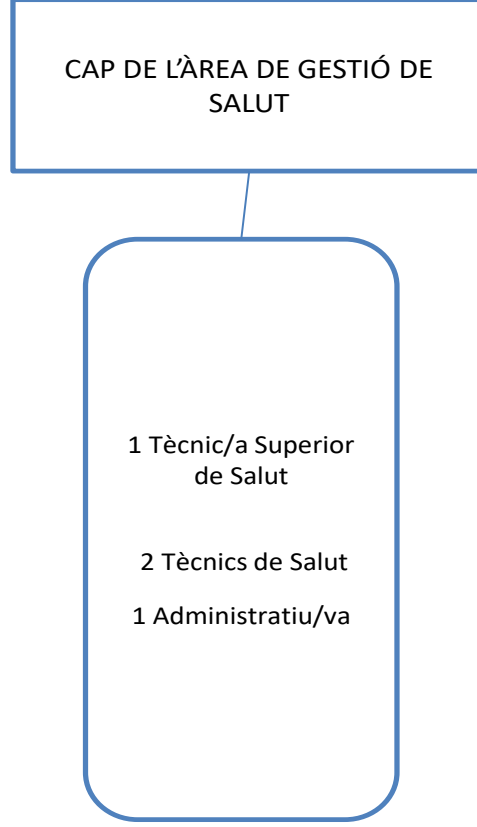 CAP DE L’ÀREA DE GESTIÓ DE
SALUT
1 Tècnic/a Superior
de Salut
2 Tècnics de Salut
1 Administratiu/va